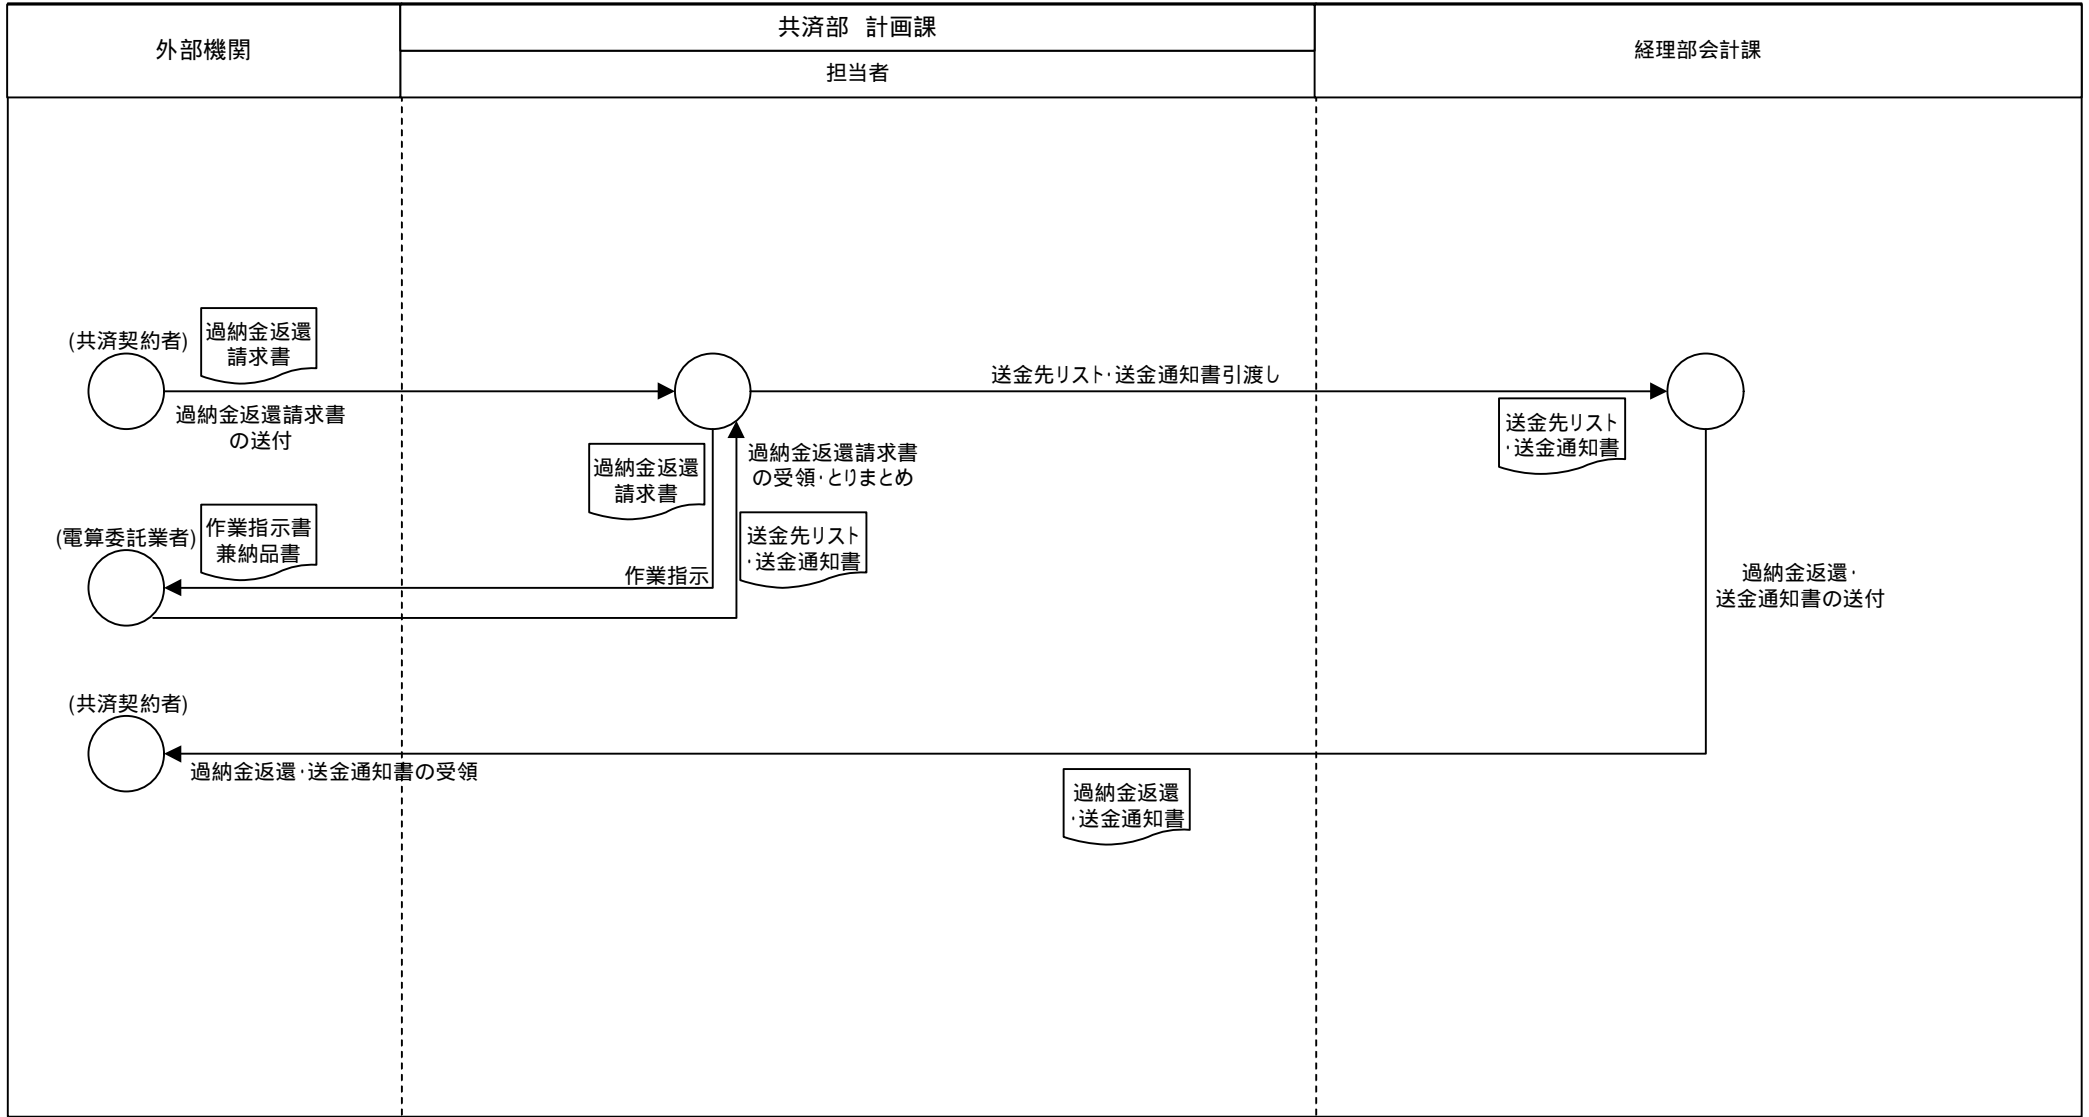 外部機関
共済部 計画課
担当者
経理部会計課
(共済契約者)
過納金返還
請求書
過納金返還請求書
の送付
送金先リスト・送金通知書引渡し
送金先リスト
・送金通知書
過納金返還
請求書
過納金返還請求書
の受領・とりまとめ
(電算委託業者)
作業指示書
兼納品書
作業指示
送金先リスト
・送金通知書
過納金返還・
送金通知書の送付
(共済契約者)
過納金返還・送金通知書の受領
過納金返還
・送金通知書